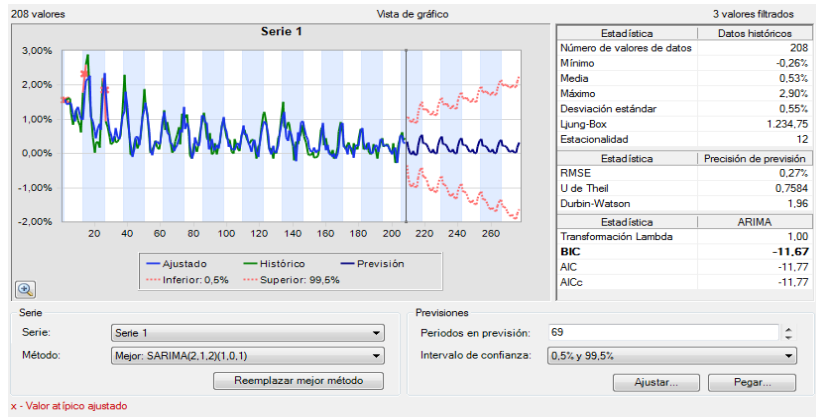 208 valores
Vista de gráfico
3 valores filtrados
Serie 1
3,00%
2,00%
1,00%
0,00%
-1,00%
-2,00%
20 40 60 80 100 120 140 160 180 200 220 240 260
Ajustado Histórico Previsión
Inferior: 0,5% Superior: 99,5%
Estadística Datos históricos
Número de valores de datos 208
Mínimo -0,26%
Media 0,53%
Máximo 2,90%
Desviación estándar 0,55%
Ljung-Box 1.234,75
Estacionalidad 12
Estadística Precisión de previsión
RMSE 0,27%
U de Theil 0,7584
Durbin-Watson 1,96
Estadística ARIMA
Transformación Lambda 1,00
BIC -11,67
AIC -11,77
AICc -11,77
Serie
Serie: Serie 1
Método: Mejor: SARIMA(2,1,2)(1,0,1)
Reemplazar mejor método
Previsiones
Periodos en previsión: 69
Intervalo de confianza: 0,5% y 99,5%
Ajustar... Pegar...
x - Valor atípico ajustado